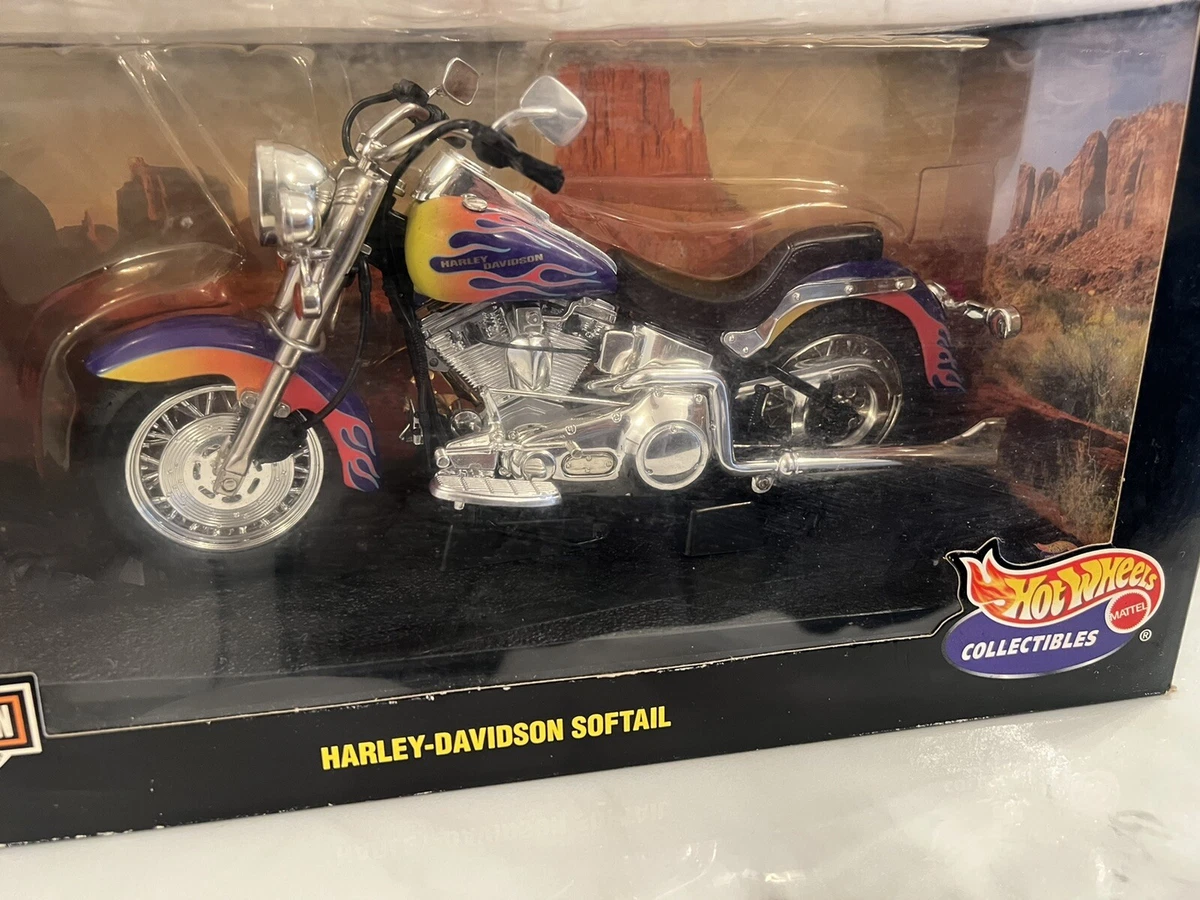 HARLEY DAVIDSON
HOT WHEELS
MATTEL
COLLECTIBLES ®
HARLEY-DAVIDSON SOFTAIL